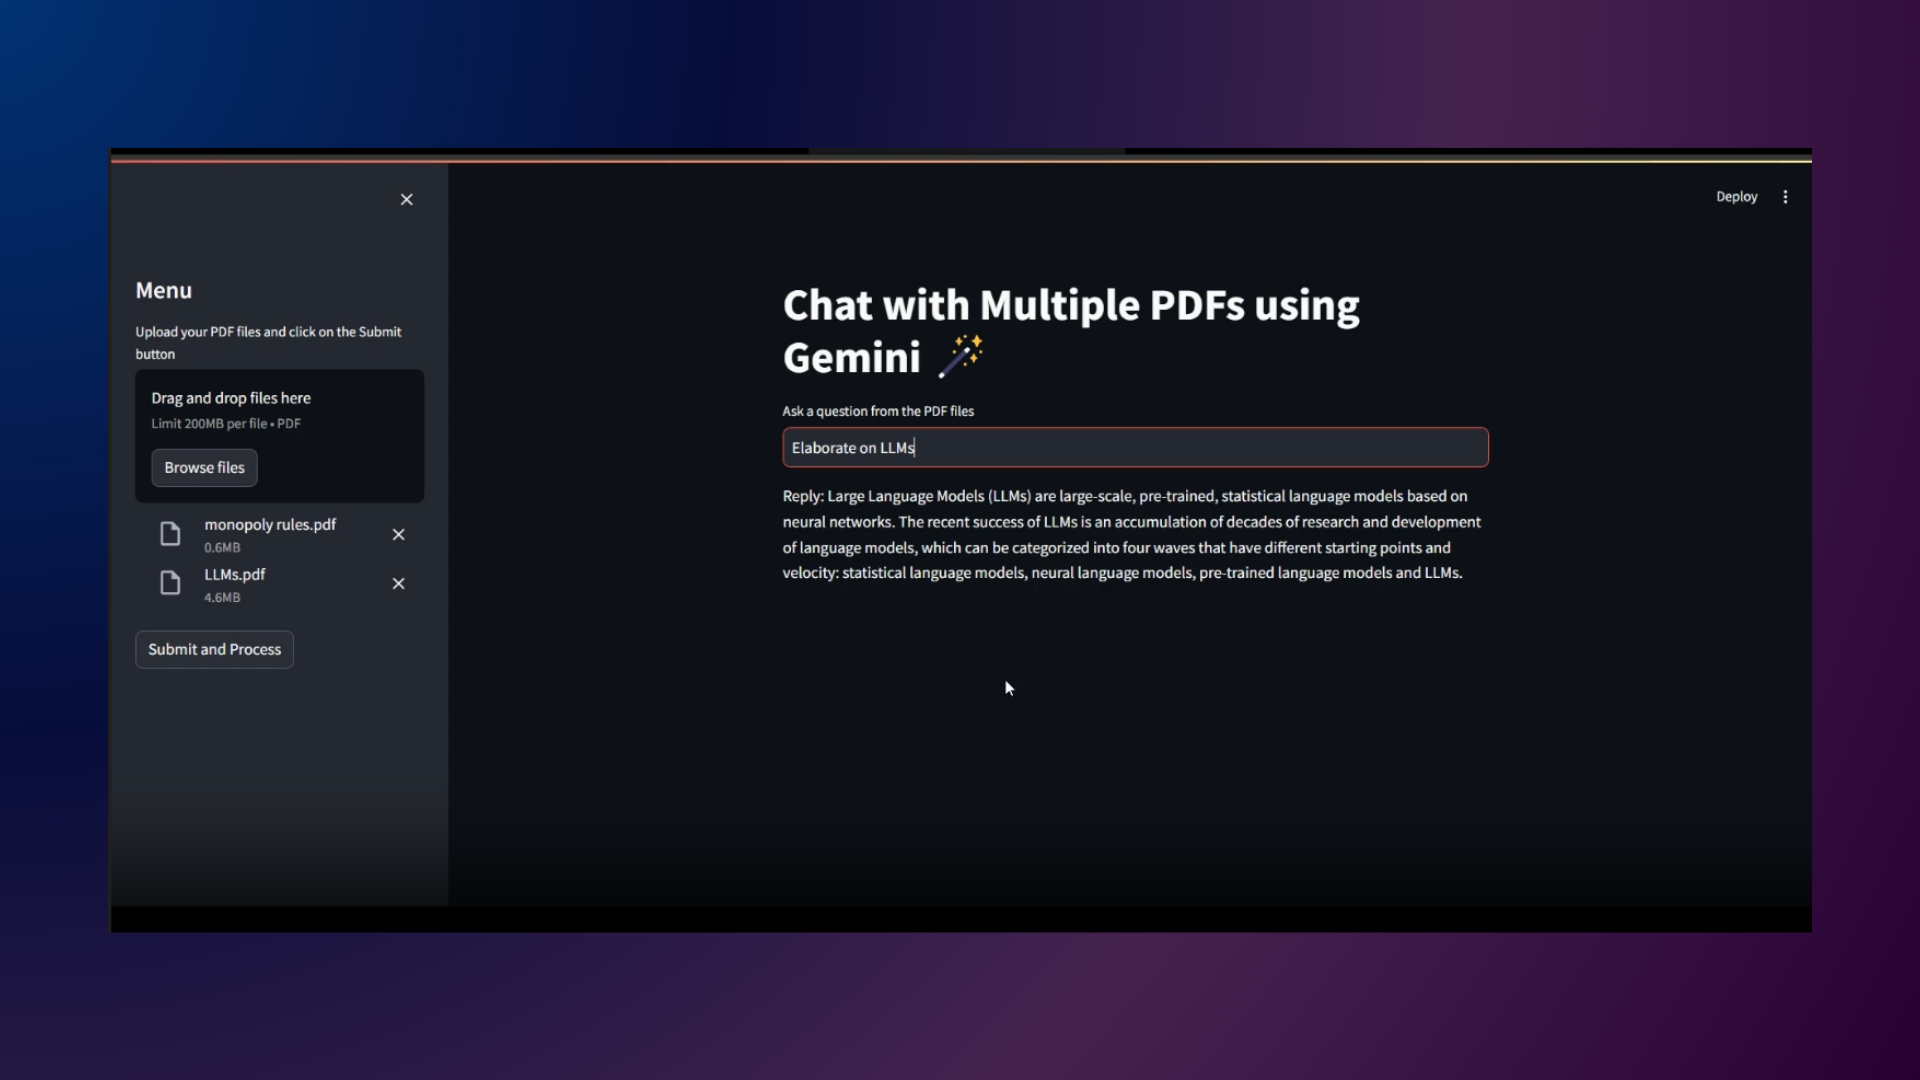 Deploy
Menu
Upload your PDF files and click on the Submit
button
Drag and drop files here
Limit 200MB per file • PDF
Browse files
monopoly rules.pdf
0.6MB
LLMs.pdf
4.6MB
Submit and Process
Chat with Multiple PDFs using
Gemini 🪄
Ask a question from the PDF files
Elaborate on LLMs
Reply: Large Language Models (LLMs) are large-scale, pre-trained, statistical language models based on
neural networks. The recent success of LLMs is an accumulation of decades of research and development
of language models, which can be categorized into four waves that have different starting points and
velocity: statistical language models, neural language models, pre-trained language models and LLMs.